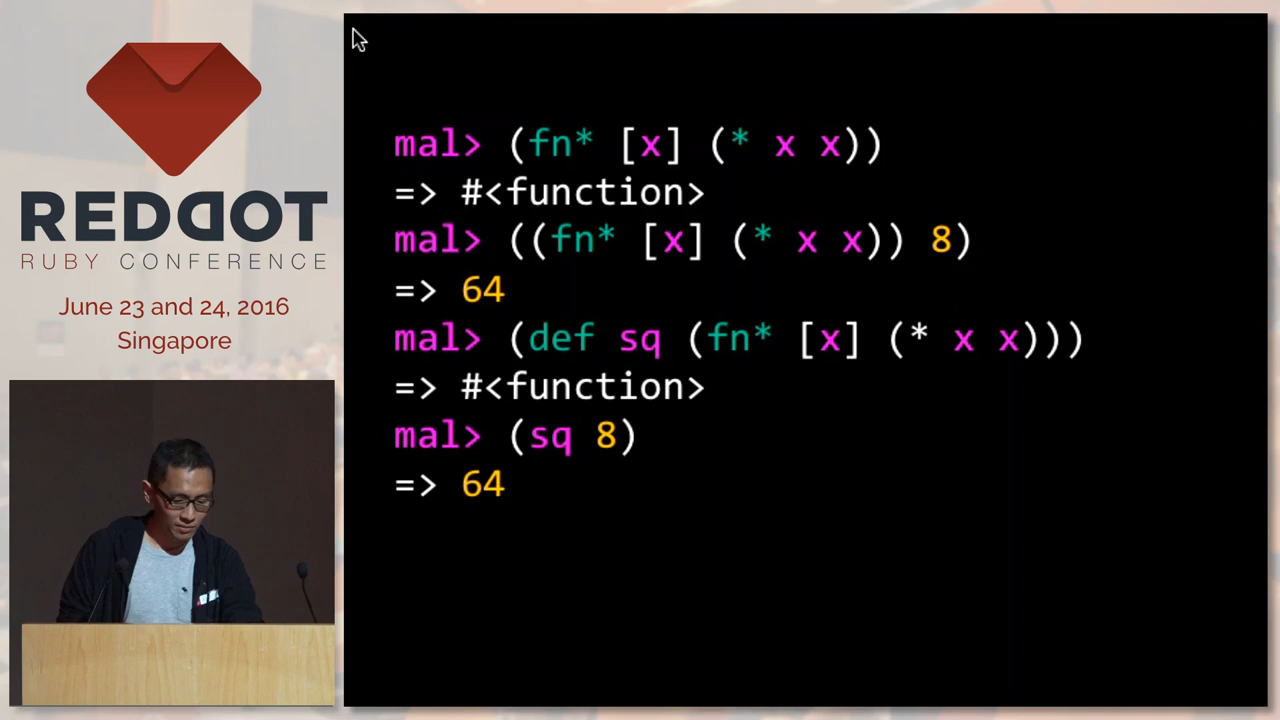 REDDOT
RUBY CONFERENCE
June 23 and 24, 2016
Singapore
mal> (fn* [x] (* x x))
=> #<function>
mal> ((fn* [x] (* x x)) 8)
=> 64
mal> (def sq (fn* [x] (* x x)))
=> #<function>
mal> (sq 8)
=> 64